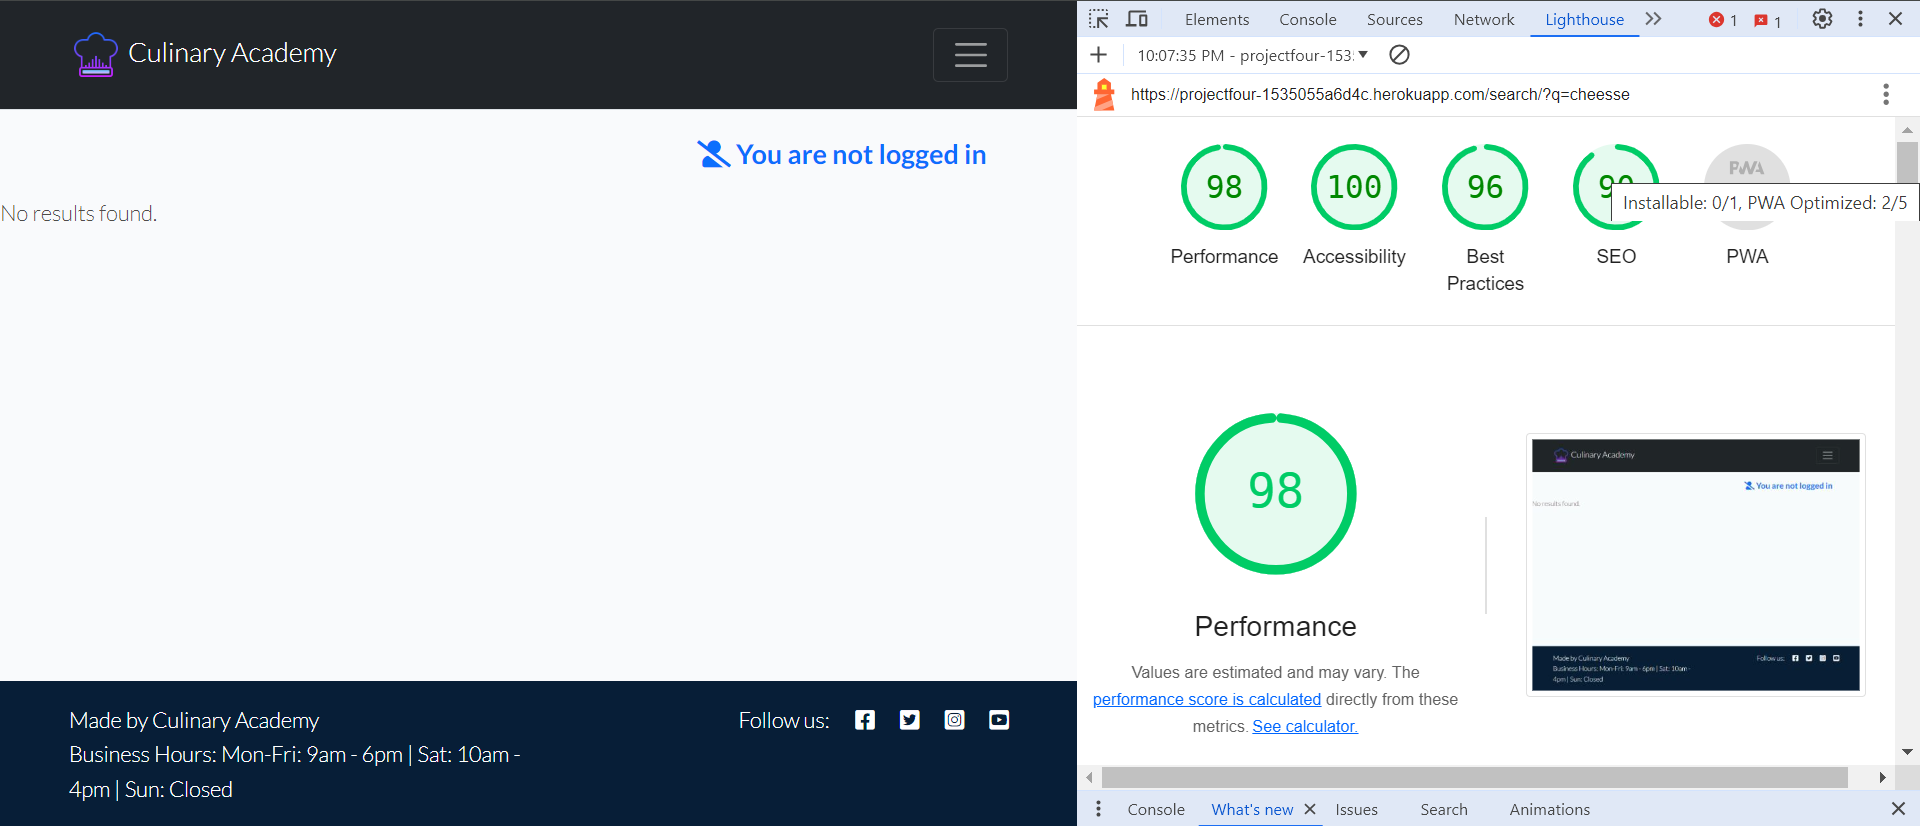 Culinary Academy
You are not logged in
No results found.
Made by Culinary Academy
Business Hours: Mon-Fri: 9am - 6pm | Sat: 10am -
4pm | Sun: Closed
Follow us:
Elements Console Sources Network Lighthouse 1 1
10:07:35 PM - projectfour-153
https://projectfour-1535055a6d4c.herokuapp.com/search/?q=cheesse
98 100 96 PWA
Installable: 0/1, PWA Optimized: 2/5
Performance Accessibility Best Practices SEO PWA
98
Performance
Values are estimated and may vary. The
performance score is calculated directly from these
metrics. See calculator.
Culinary Academy
You are not logged in
No results found.
Made by Culinary Academy
Business Hours: Mon-Fri: 9am - 6pm | Sat: 10am -
4pm | Sun: Closed
Follow us:
Console What's new Issues Search Animations